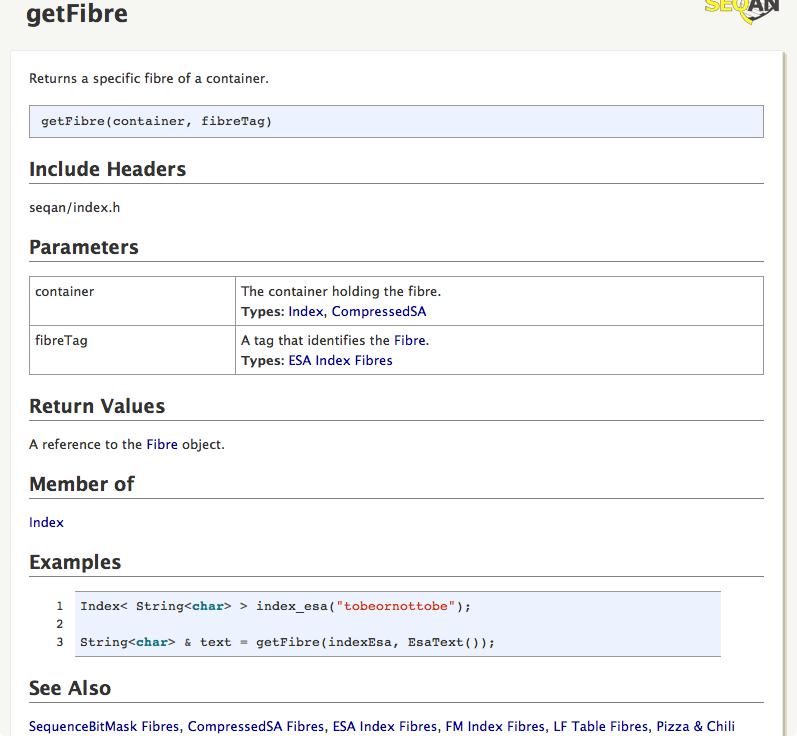 getFibre
SEQAN
Returns a specific fibre of a container.
getFibre(container, fibreTag)
Include Headers
seqan/index.h
Parameters
container
The container holding the fibre.
Types: Index, CompressedSA
fibreTag
A tag that identifies the Fibre.
Types: ESA Index Fibres
Return Values
A reference to the Fibre object.
Member of
Index
Examples
1 Index< String<char> > index_esa("tobeornottobe");
2
3 String<char> & text = getFibre(indexEsa, EsaText());
See Also
SequenceBitMask Fibres, CompressedSA Fibres, ESA Index Fibres, FM Index Fibres, LF Table Fibres, Pizza & Chili